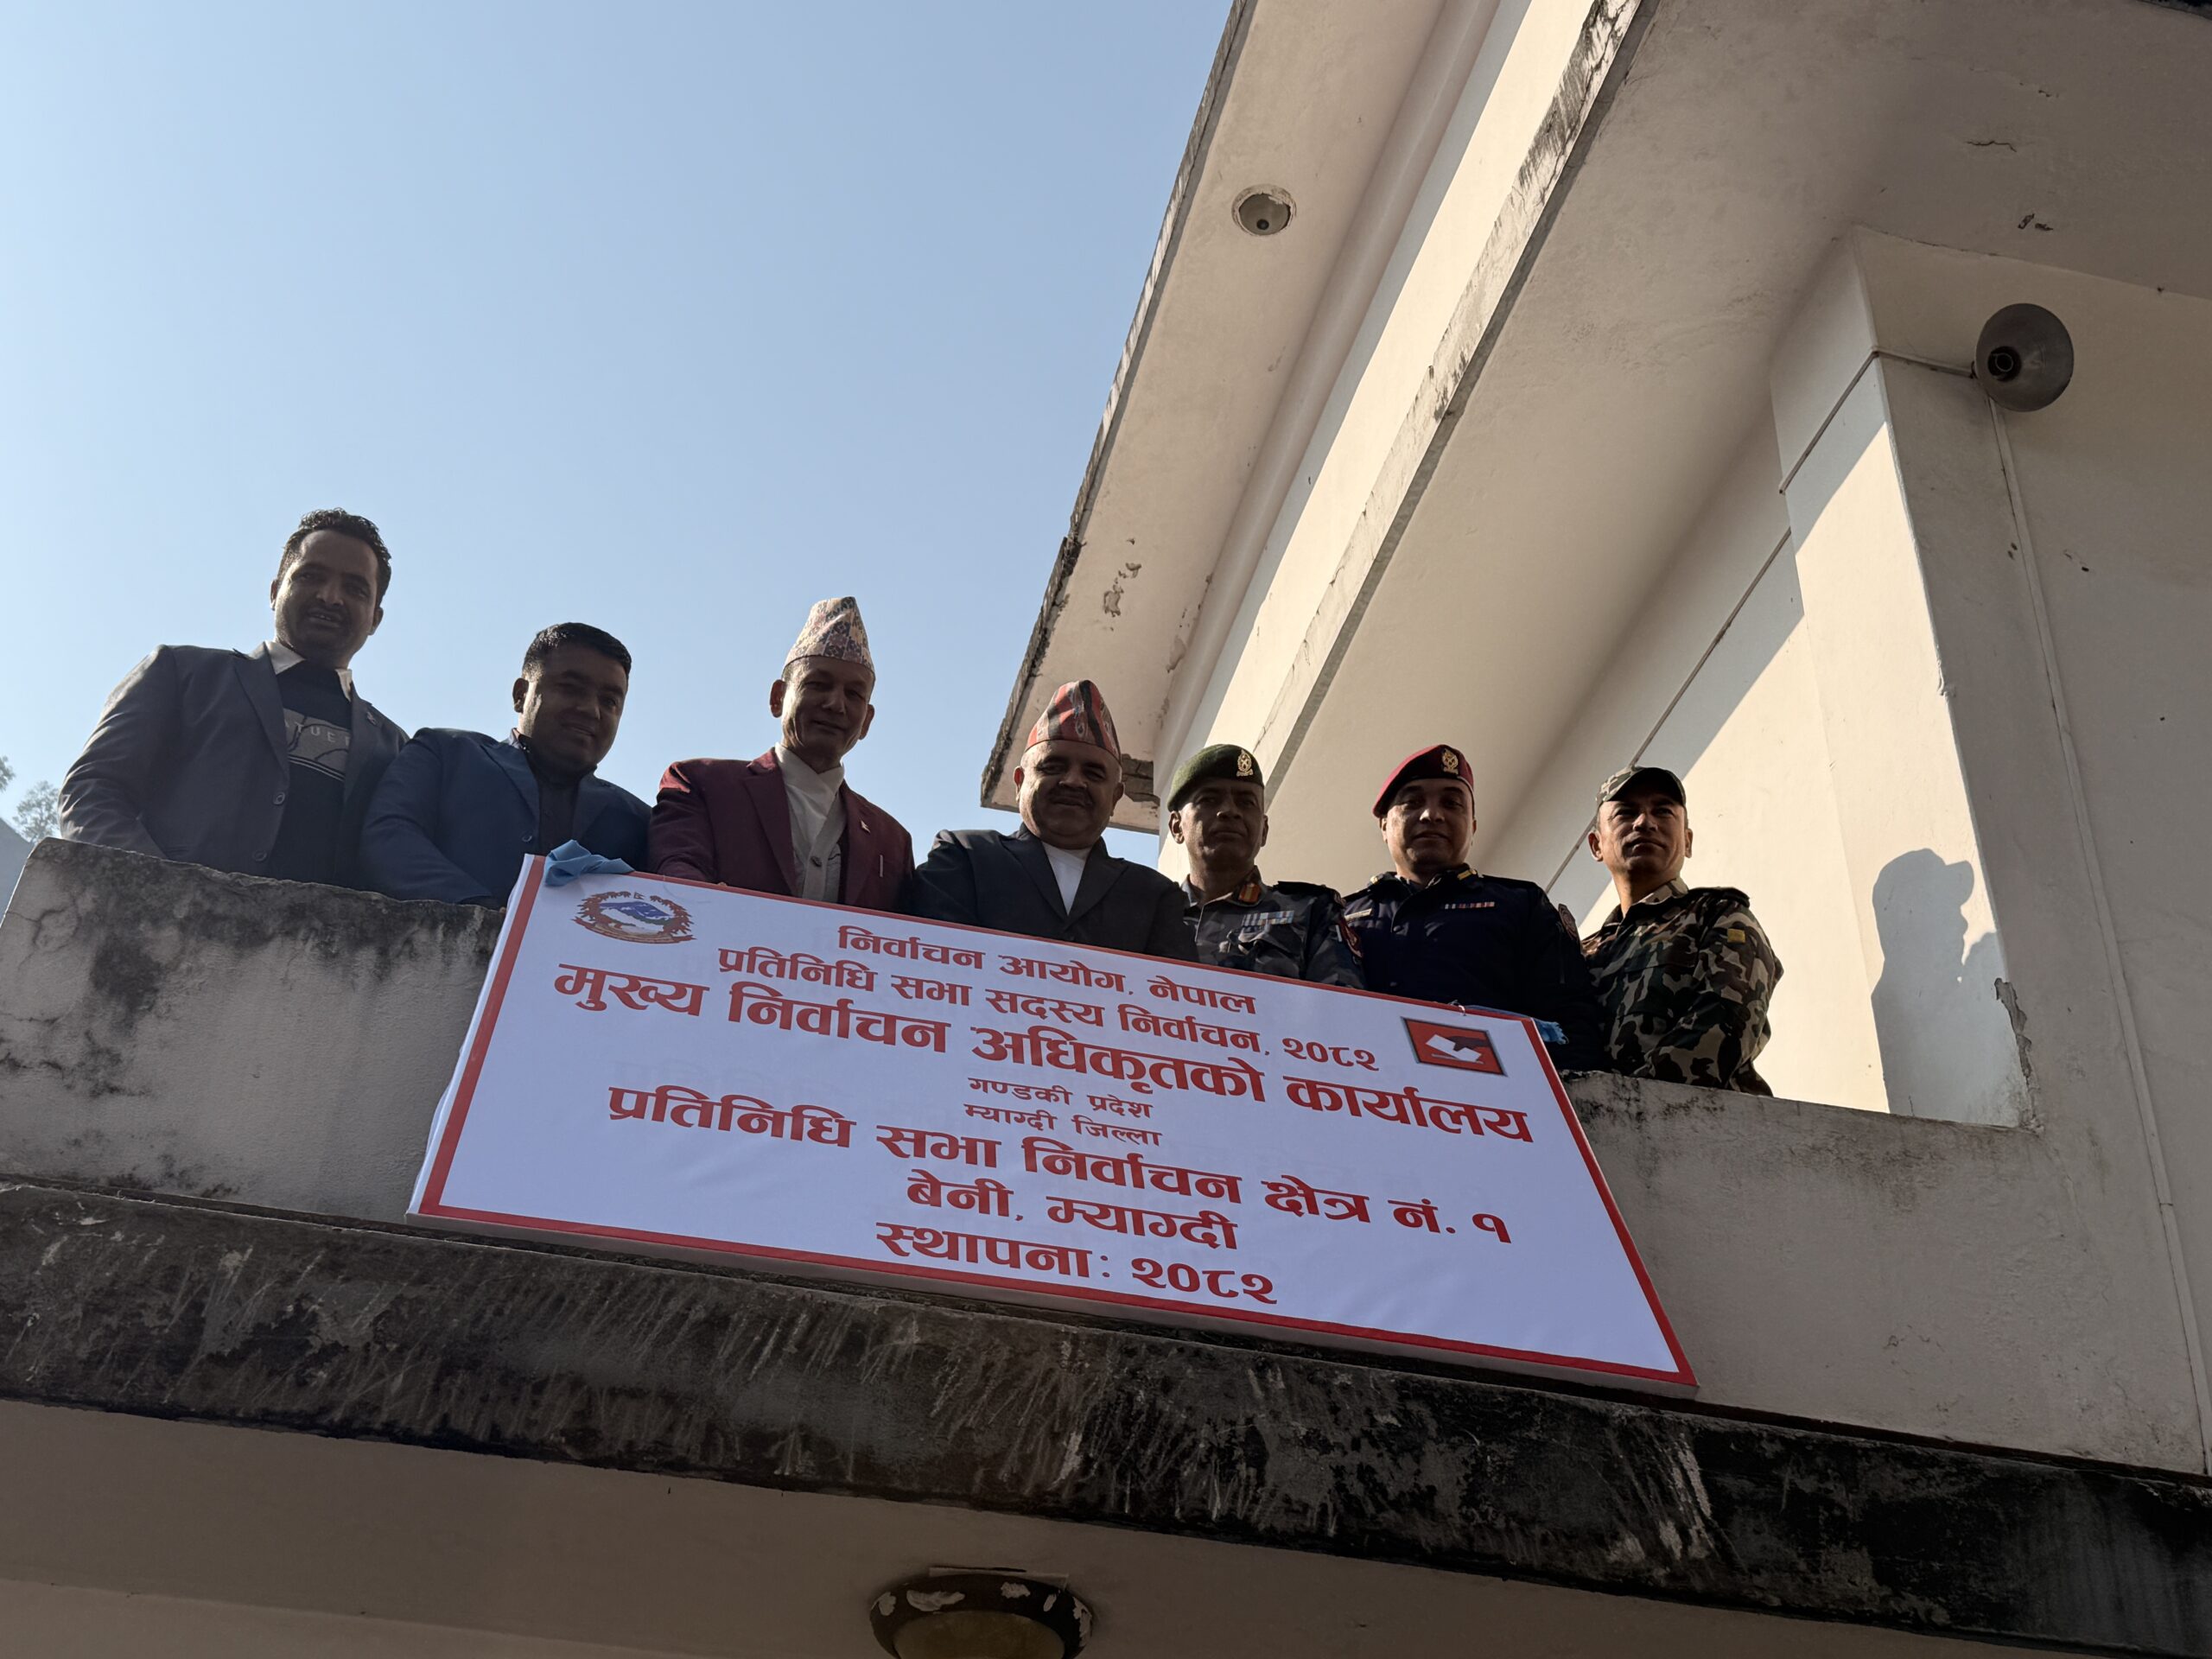 निर्वाचन आयोग, नेपाल
प्रतिनिधि सभा सदस्य निर्वाचन, २०८२
मुख्य निर्वाचन अधिकृतको कार्यालय
गण्डकी प्रदेश
म्याग्दी जिल्ला
प्रतिनिधि सभा निर्वाचन क्षेत्र नं. १
बेनी, म्याग्दी
स्थापना: २०८२